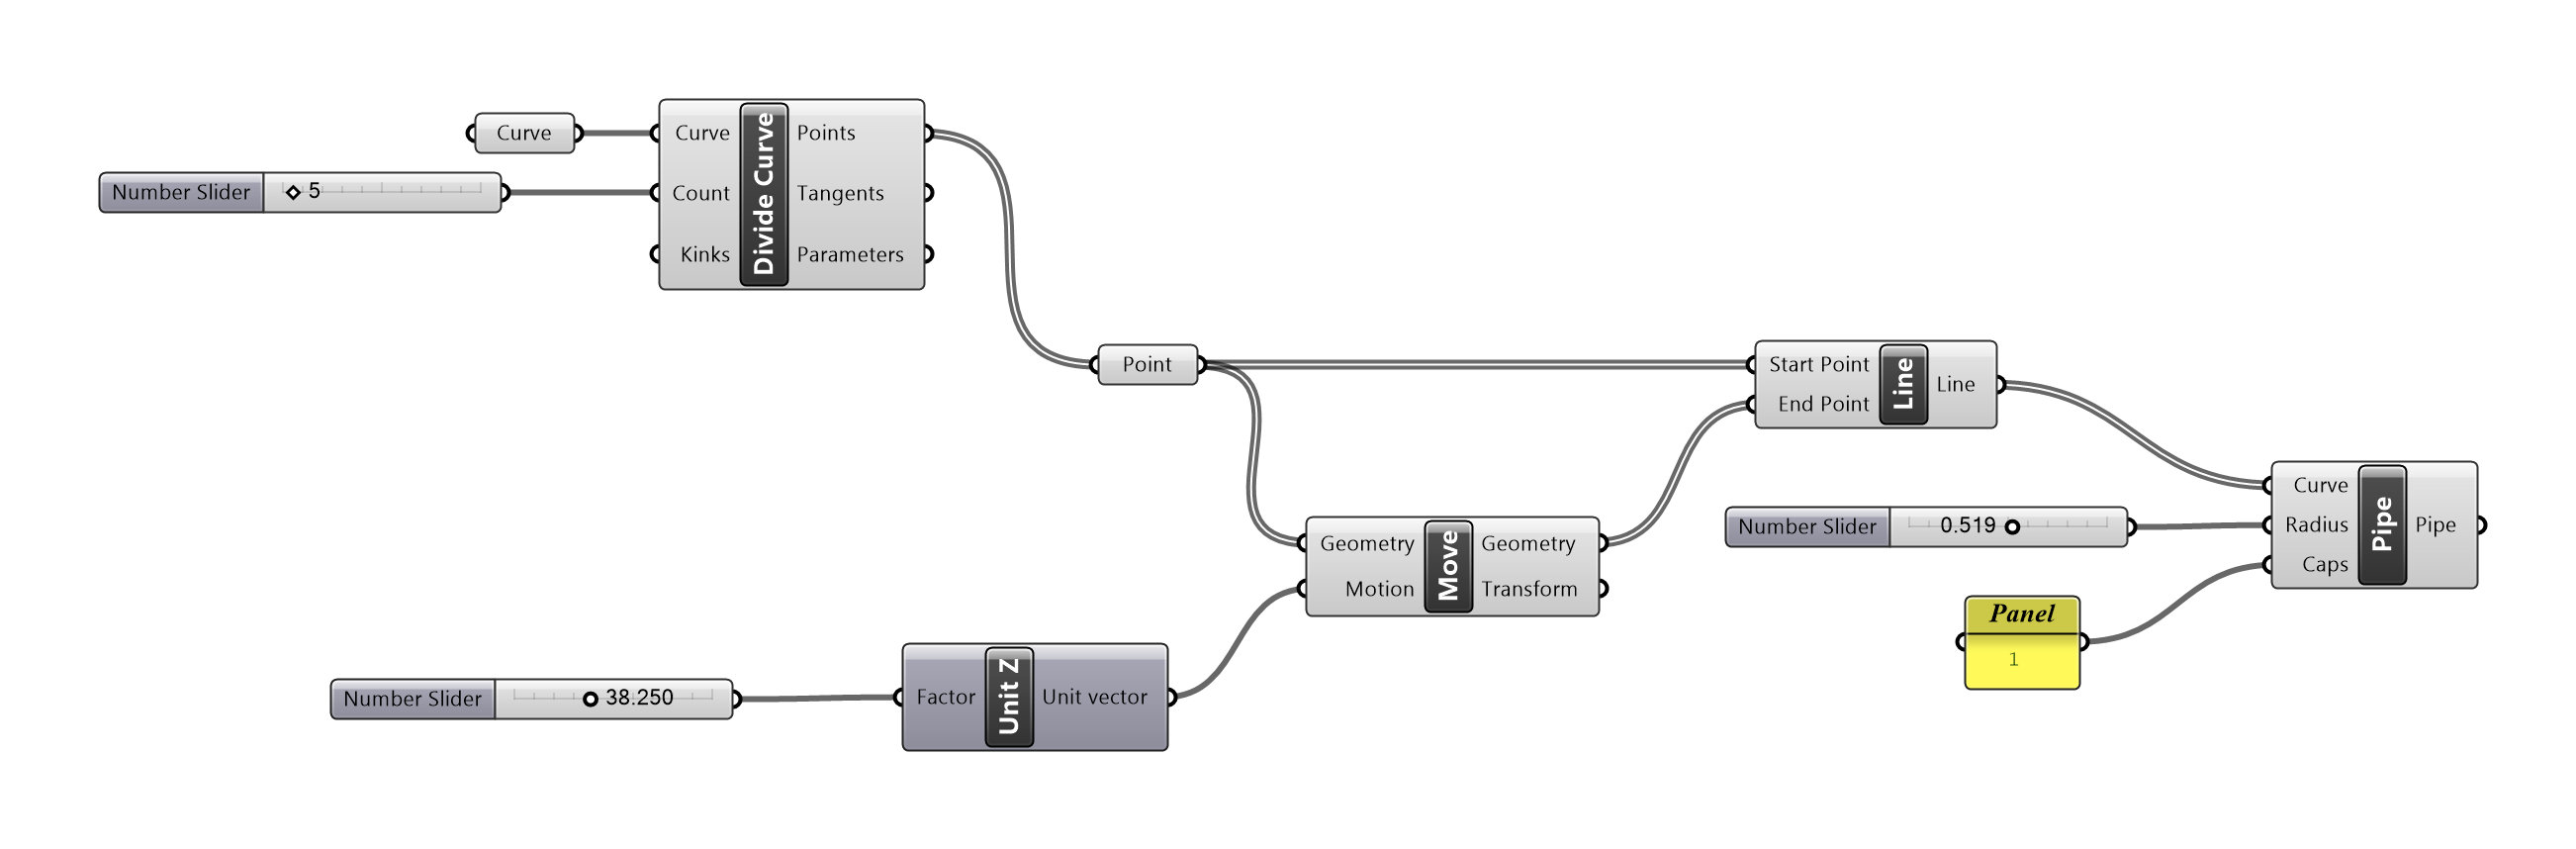 Curve
Number Slider 5
Curve
Count
Kinks
Divide Curve
Points
Tangents
Parameters
Point
Start Point
End Point
Line
Line
Geometry
Motion
Move
Geometry
Transform
Number Slider 38.250
Factor
Unit Z
Unit vector
Number Slider 0.519
Panel
1
Curve
Radius
Caps
Pipe
Pipe